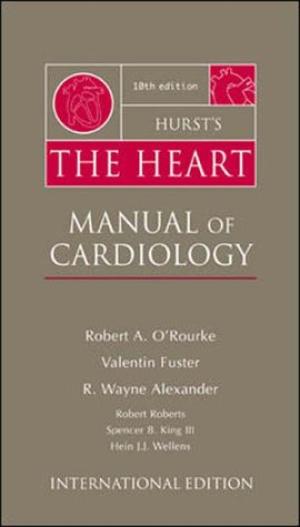 10th edition
HURST'S
THE HEART
MANUAL OF
CARDIOLOGY
Robert A. O'Rourke
Valentin Fuster
R. Wayne Alexander
Robert Roberts
Spencer B. King III
Hein J.J. Wellens
INTERNATIONAL EDITION